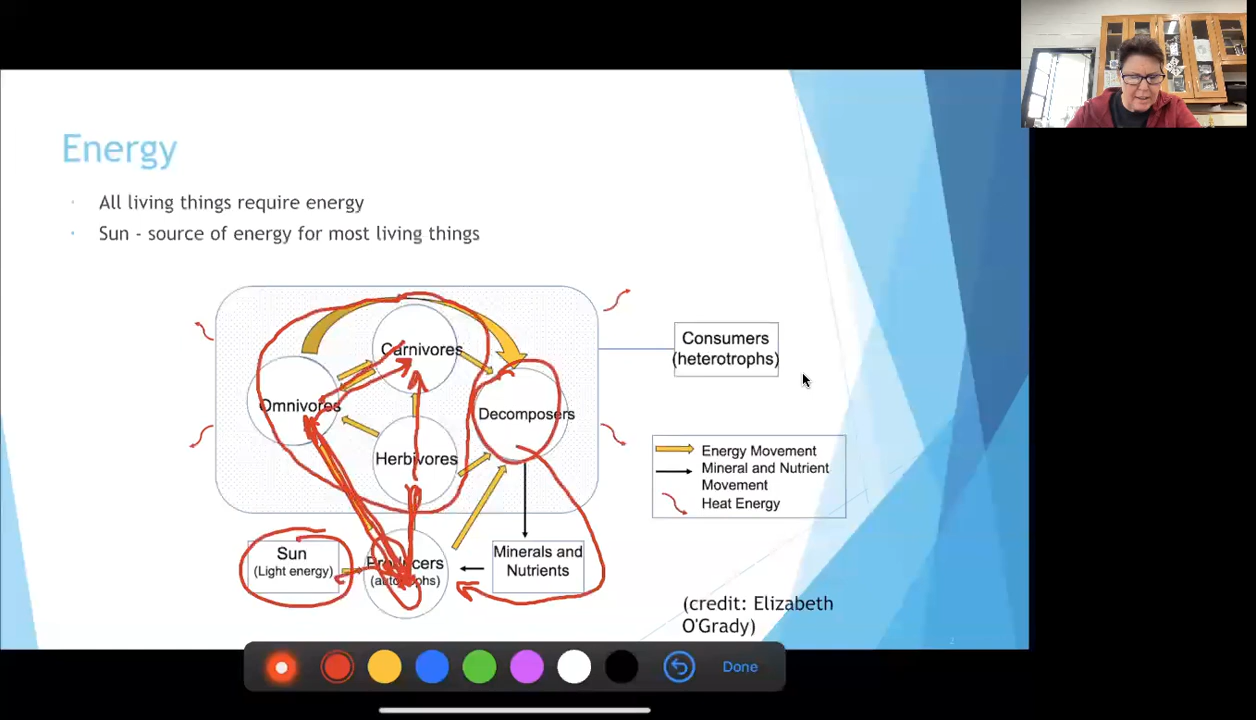 Energy
All living things require energy
Sun - source of energy for most living things
Carnivores
Omnivores
Decomposers
Herbivores
Sun
(Light energy)
Producers
(autotrophs)
Minerals and
Nutrients
Consumers
(heterotrophs)
Energy Movement
Mineral and Nutrient
Movement
Heat Energy
(credit: Elizabeth
O'Grady)
Done